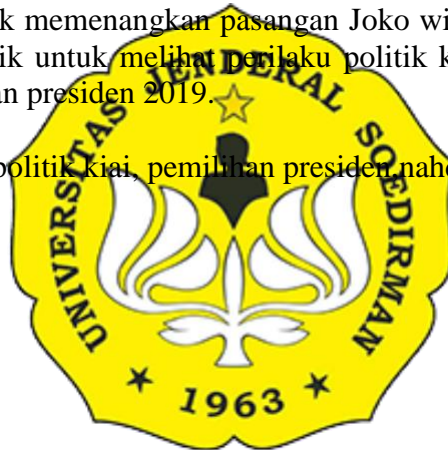 k memenangkan pasangan Joko wi
ik untuk melihat perilaku politik k
an presiden 2019.
politik kiai, pemilihan presiden, nahd
UNIVERSITAS JENDERAL SOEDIRMAN
1963